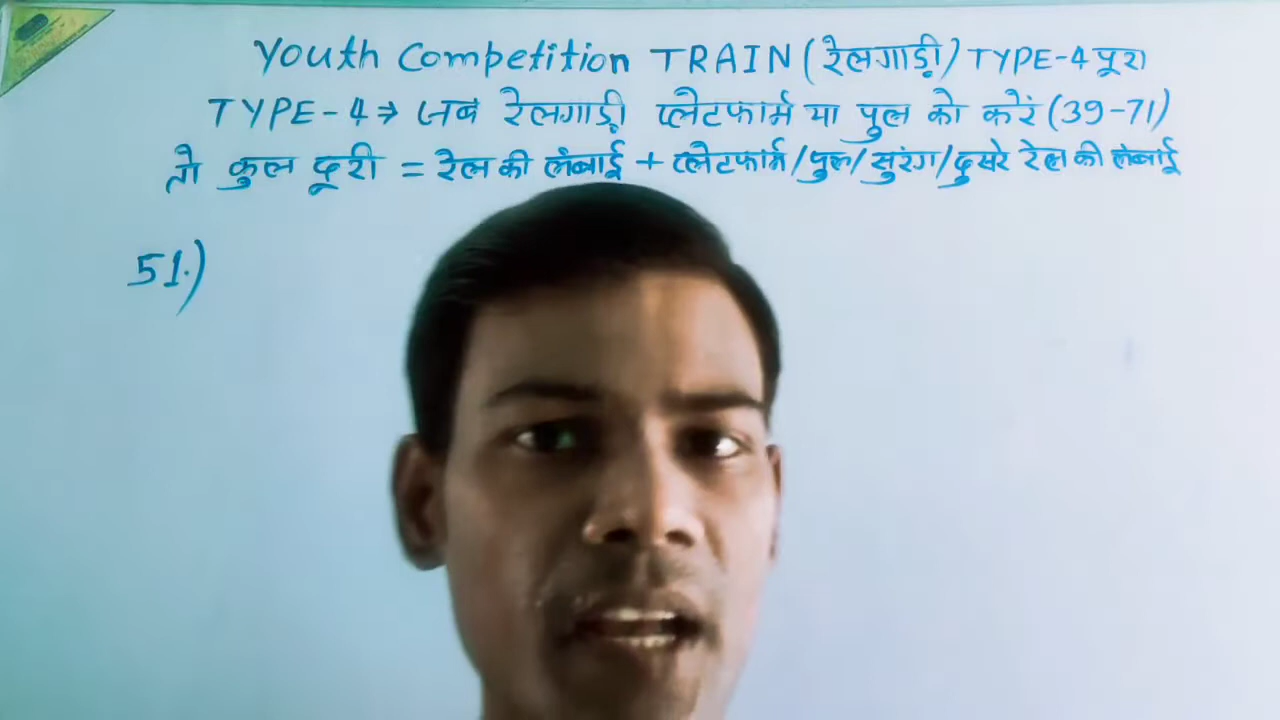 Youth Competition TRAIN (रेलगाड़ी) TYPE-4 पूरा
TYPE-4 → जब रेलगाड़ी प्लेटफार्म या पुल को करें (39-71)
तो कुल दूरी = रेल की लंबाई + प्लेटफार्म/पुल/सुरंग/दुसरे रेल की लंबाई
51.)